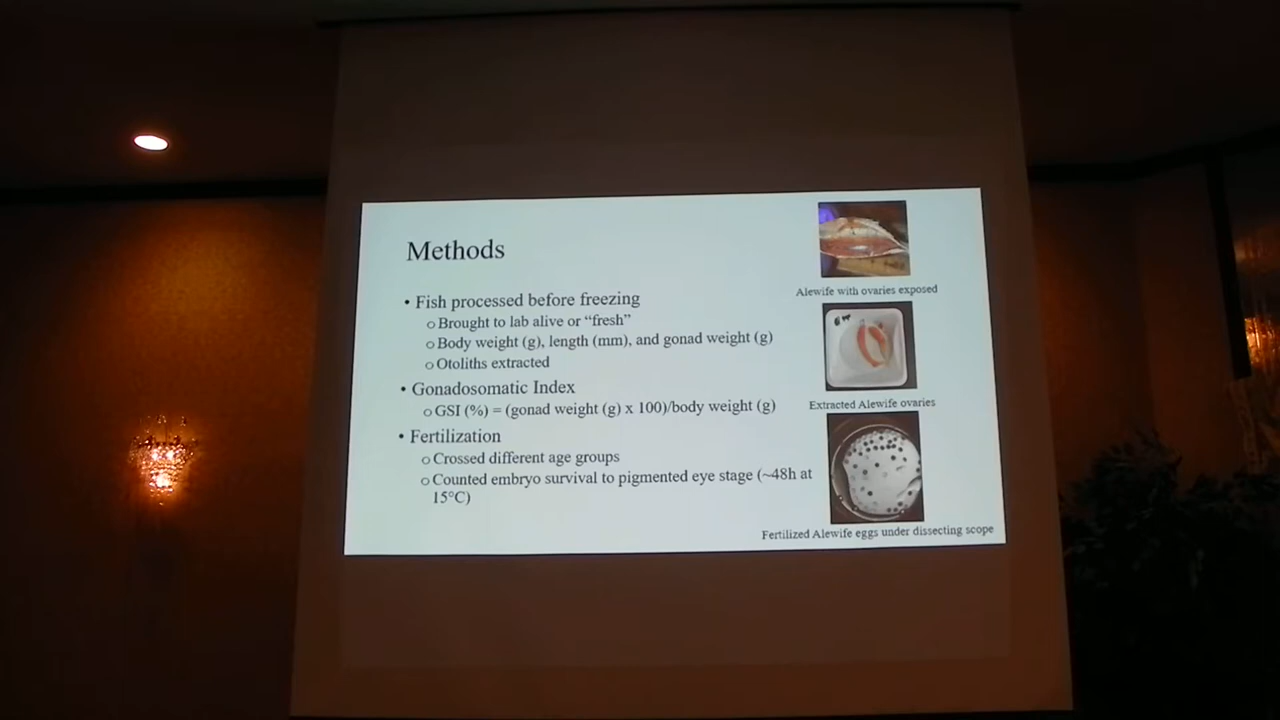 Methods
• Fish processed before freezing
o Brought to lab alive or “fresh”
o Body weight (g), length (mm), and gonad weight (g)
o Otoliths extracted
• Gonadosomatic Index
o GSI (%) = (gonad weight (g) x 100)/body weight (g)
• Fertilization
o Crossed different age groups
o Counted embryo survival to pigmented eye stage (~48h at
15°C)
Alewife with ovaries exposed
Extracted Alewife ovaries
Fertilized Alewife eggs under dissecting scope